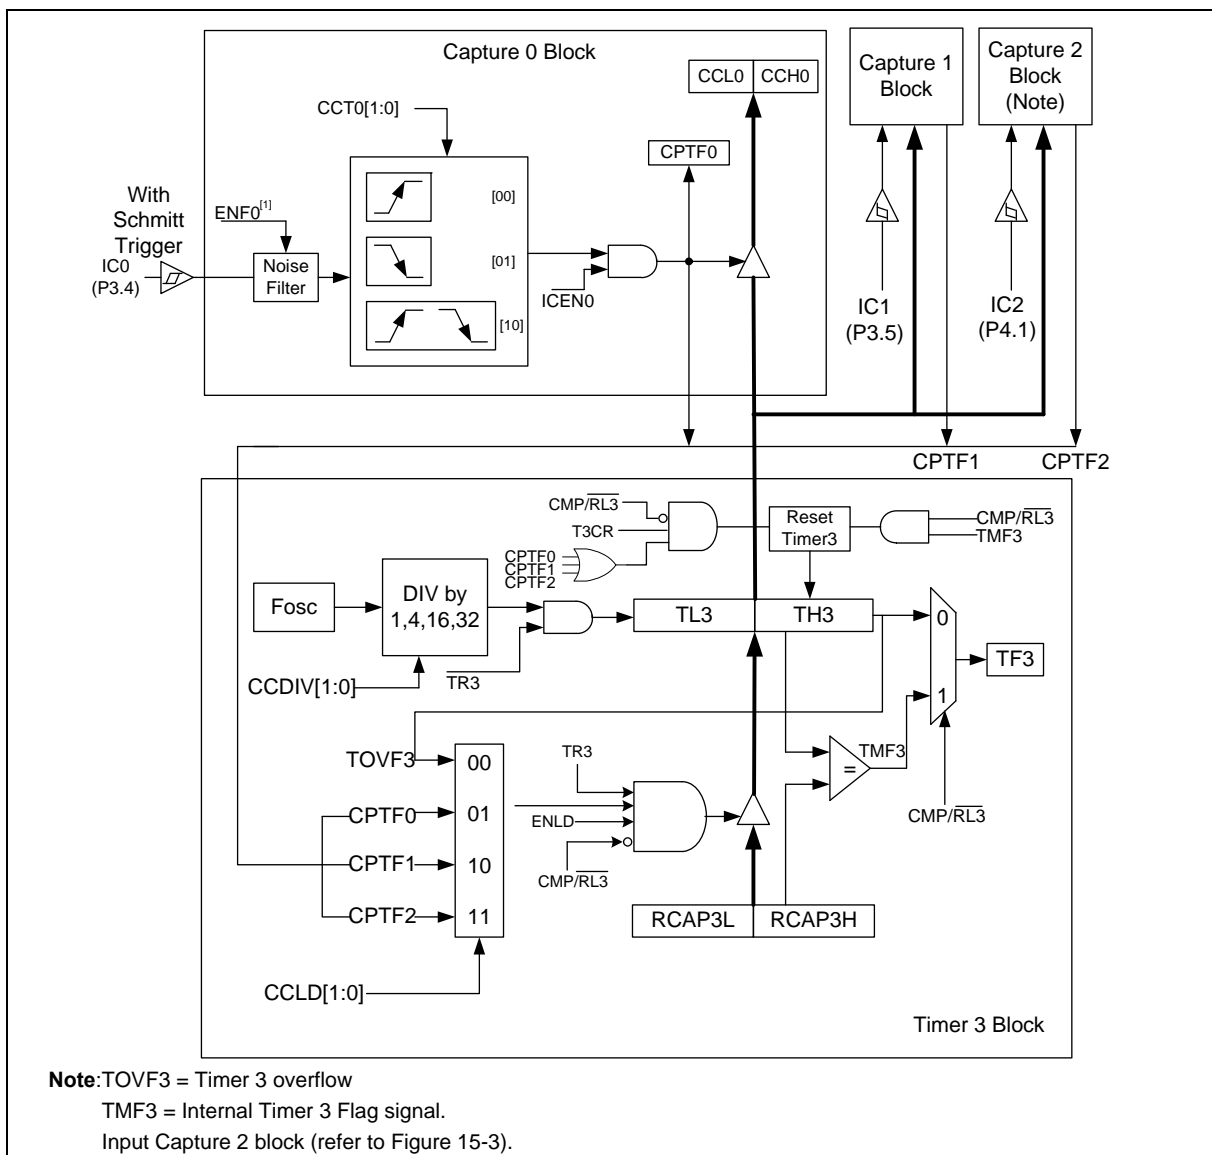 Capture 0 Block
CCL0 CCH0
Capture 1
Block
Capture 2
Block
(Note)
CCT0[1:0]
CPTF0
With
Schmitt
Trigger
IC0
(P3.4)
ENF0[1]
Noise
Filter
[00]
[01]
[10]
ICEN0
IC1
(P3.5)
IC2
(P4.1)
CPTF1
CPTF2
CMP/RL3
T3CR
CPTF0
CPTF1
CPTF2
Reset
Timer3
CMP/RL3
TMF3
Fosc
DIV by
1,4,16,32
TR3
TL3 TH3
0
1
TF3
CCDIV[1:0]
TOVF3
00
CPTF0
01
CPTF1
10
CPTF2
11
TR3
ENLD
CMP/RL3
=
TMF3
CMP/RL3
RCAP3L RCAP3H
CCLD[1:0]
Timer 3 Block
Note:TOVF3 = Timer 3 overflow
TMF3 = Internal Timer 3 Flag signal.
Input Capture 2 block (refer to Figure 15-3).